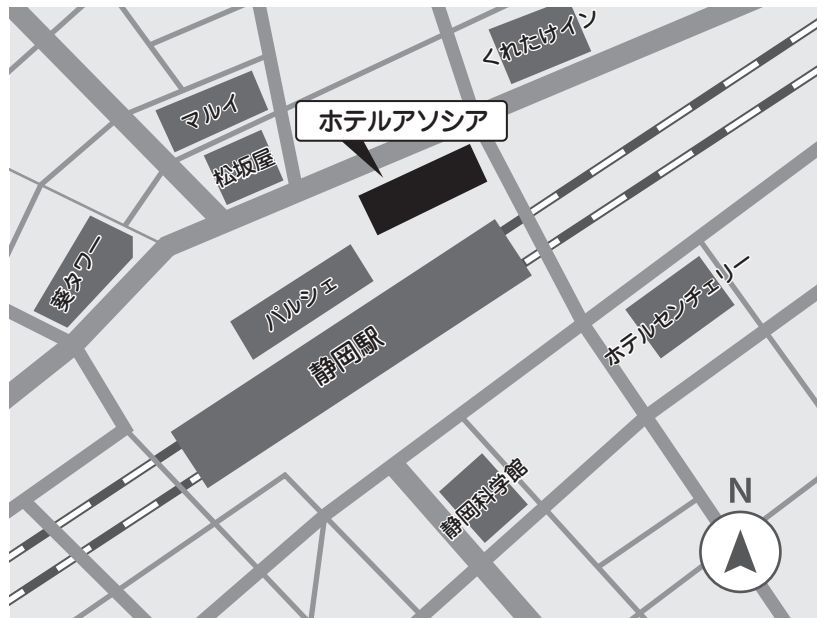 くれたけイン
マルイ
ホテルアソシア
松坂屋
葵タワー
パルシェ
ホテルセンチェリー
静岡駅
静岡科学館
N